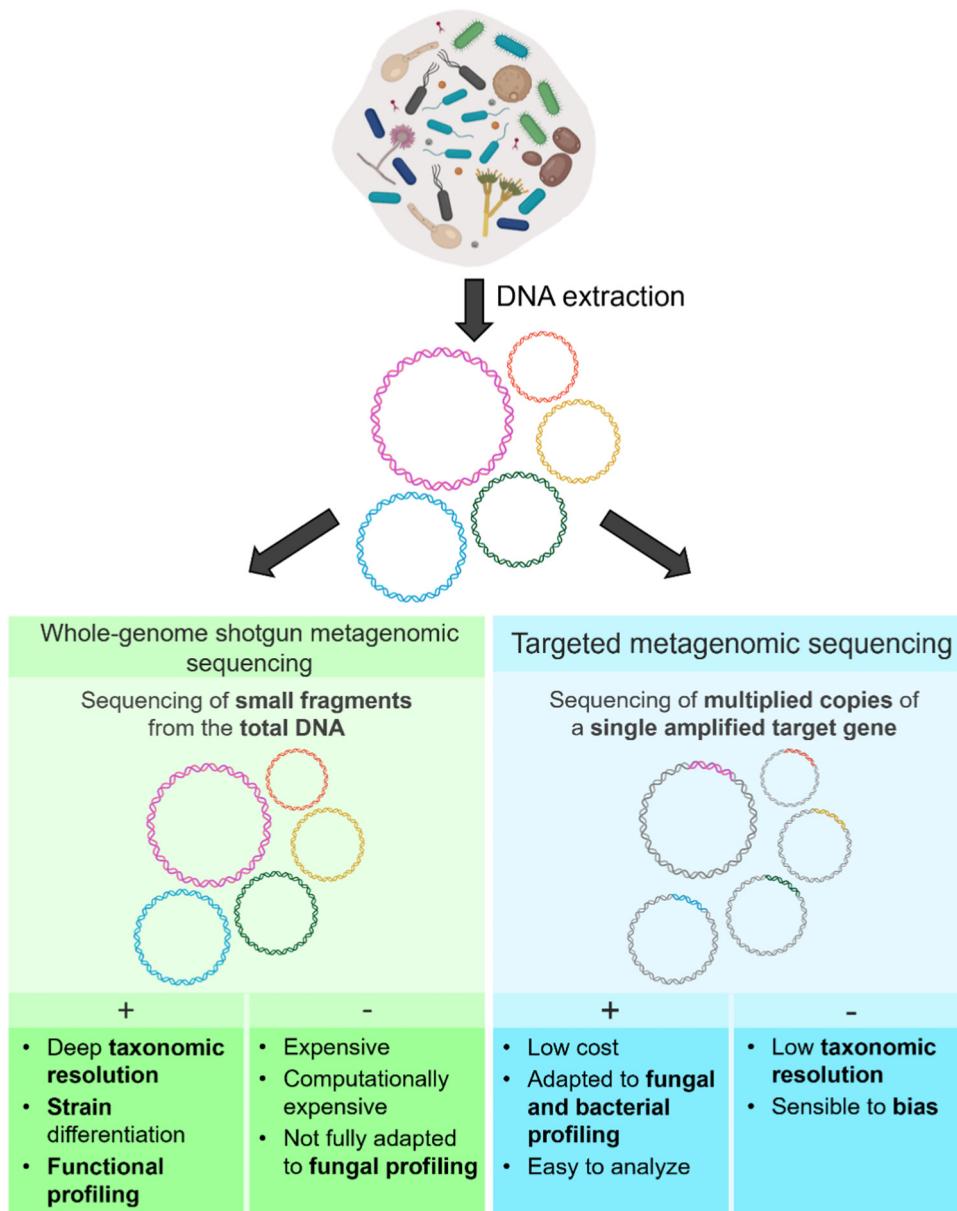 DNA extraction
Whole-genome shotgun metagenomic
sequencing
Sequencing of small fragments
from the total DNA
+
-
• Deep taxonomic
resolution
• Strain
differentiation
• Functional
profiling
• Expensive
• Computationally
expensive
• Not fully adapted
to fungal profiling
Targeted metagenomic sequencing
Sequencing of multiplied copies of
a single amplified target gene
+
-
• Low cost
• Adapted to fungal
and bacterial
profiling
• Easy to analyze
• Low taxonomic
resolution
• Sensible to bias